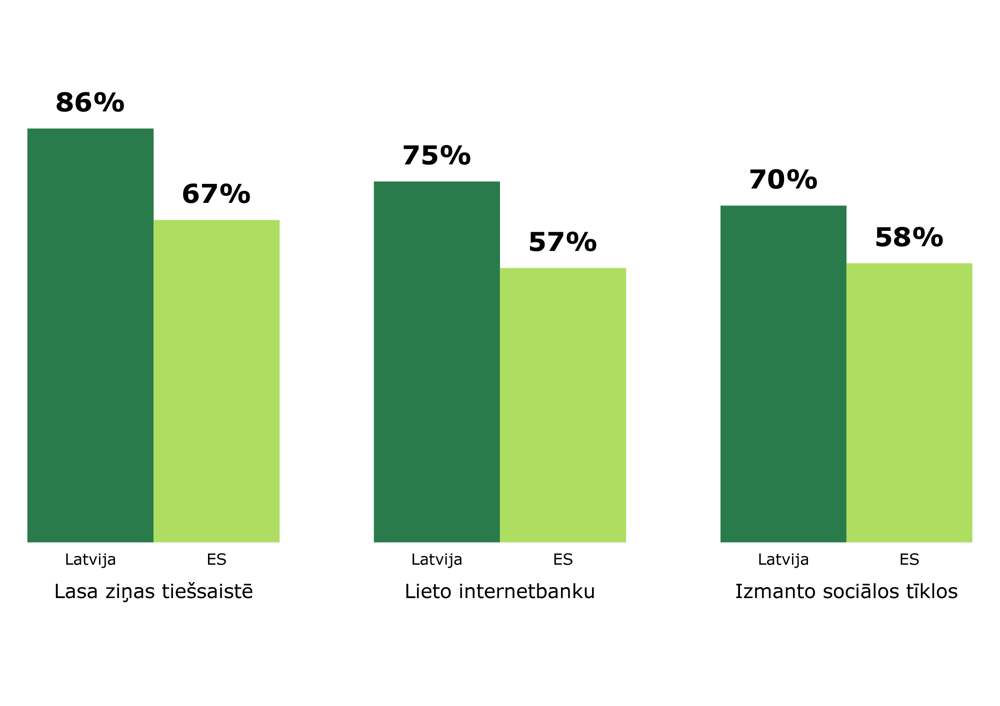 86%
67%
Latvija
ES
Lasa ziņas tiešsaistē
75%
57%
Latvija
ES
Lieto internetbanku
70%
58%
Latvija
ES
Izmanto sociālos tīklos